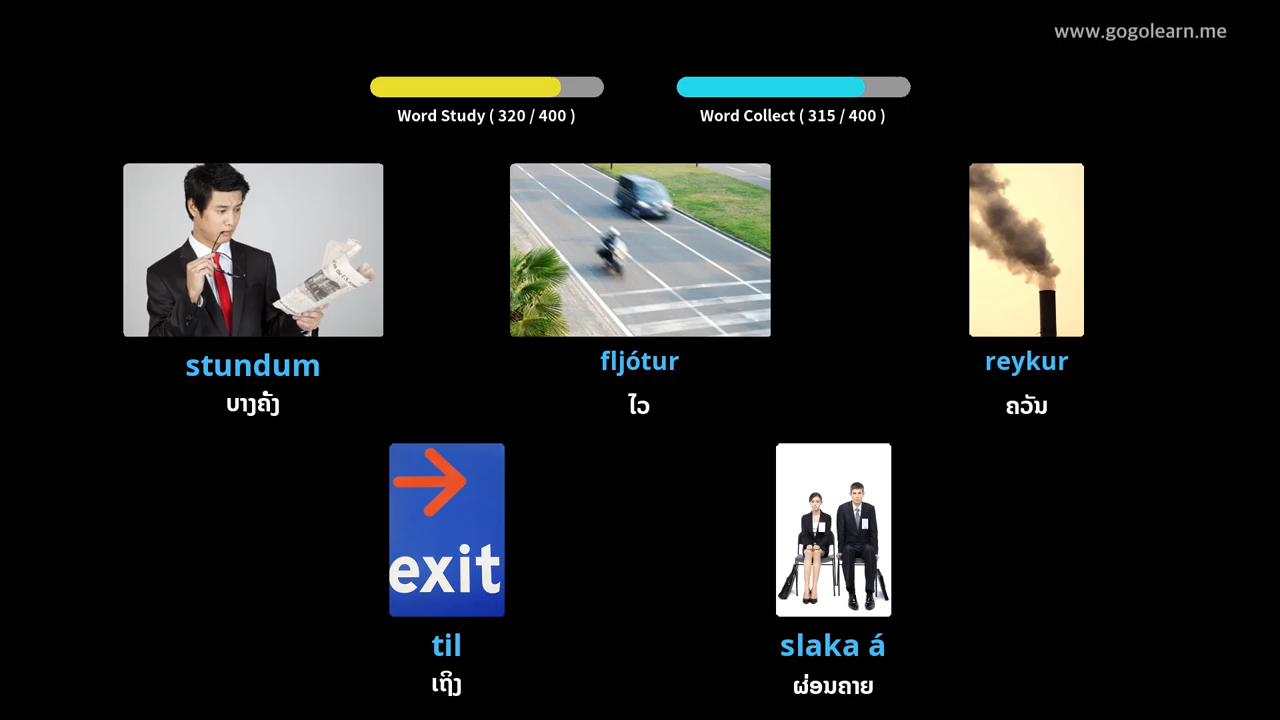 www.gogolearn.me
Word Study ( 320 / 400 )
Word Collect ( 315 / 400 )
stundum
ບາງຄັ້ງ
fljótur
ໄວ
reykur
ຄວັນ
exit
til
ເຖິງ
slaka á
ຜ່ອນຄາຍ